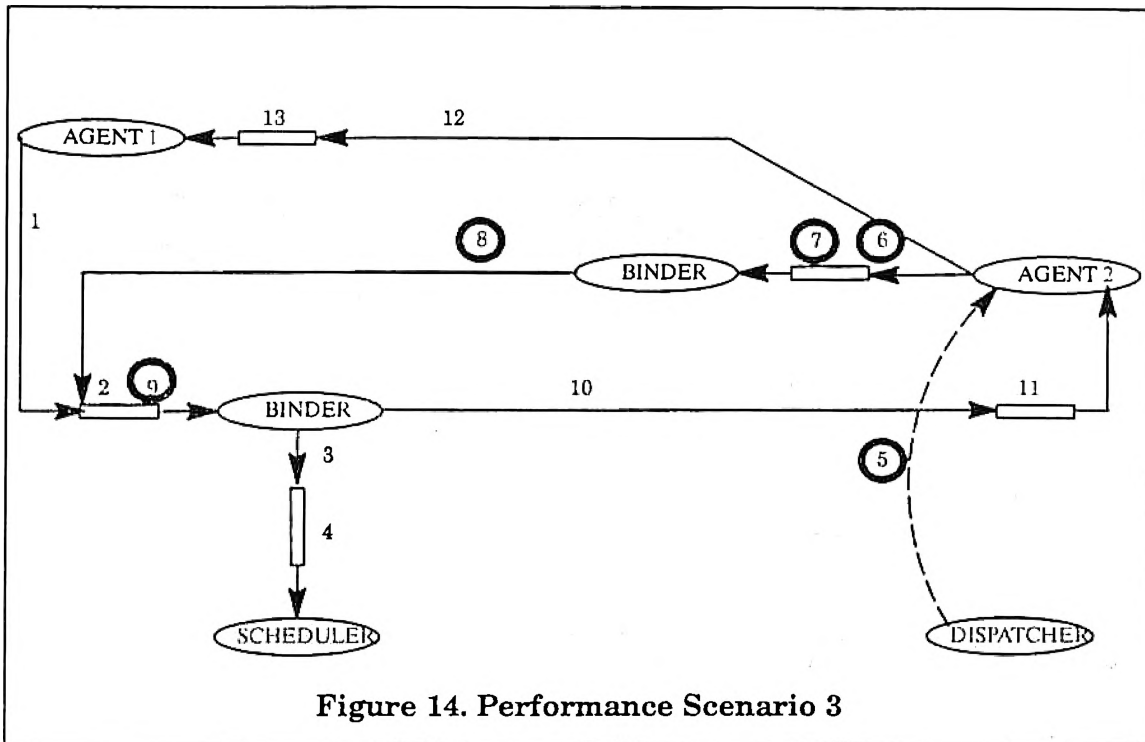 13
12
AGENT 1
1
8
7
6
BINDER
AGENT 2
2
9
BINDER
10
11
3
5
4
SCHEDULER
DISPATCHER
Figure 14. Performance Scenario 3